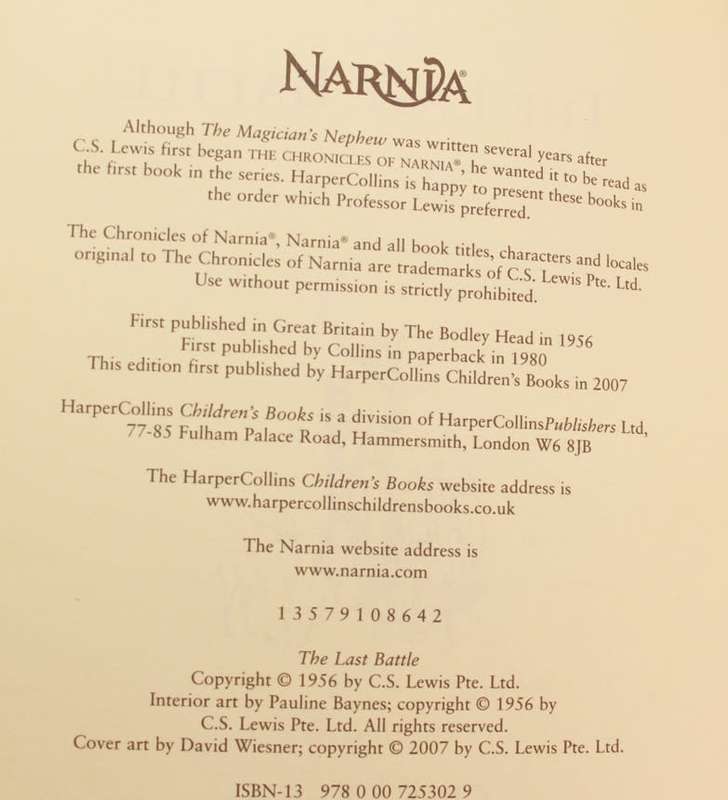 NARNIA®
Although The Magician's Nephew was written several years after
C.S. Lewis first began THE CHRONICLES OF NARNIA®, he wanted it to be read as
the first book in the series. HarperCollins is happy to present these books in
the order which Professor Lewis preferred.
The Chronicles of Narnia®, Narnia® and all book titles, characters and locales
original to The Chronicles of Narnia are trademarks of C.S. Lewis Pte. Ltd.
Use without permission is strictly prohibited.
First published in Great Britain by The Bodley Head in 1956
First published by Collins in paperback in 1980
This edition first published by HarperCollins Children's Books in 2007
HarperCollins Children's Books is a division of HarperCollinsPublishers Ltd,
77-85 Fulham Palace Road, Hammersmith, London W6 8JB
The HarperCollins Children's Books website address is
www.harpercollinschildrensbooks.co.uk
The Narnia website address is
www.narnia.com
1 3 5 7 9 10 8 6 4 2
The Last Battle
Copyright © 1956 by C.S. Lewis Pte. Ltd.
Interior art by Pauline Baynes; copyright © 1956 by
C.S. Lewis Pte. Ltd. All rights reserved.
Cover art by David Wiesner; copyright © 2007 by C.S. Lewis Pte. Ltd.
ISBN-13 978 0 00 725302 9